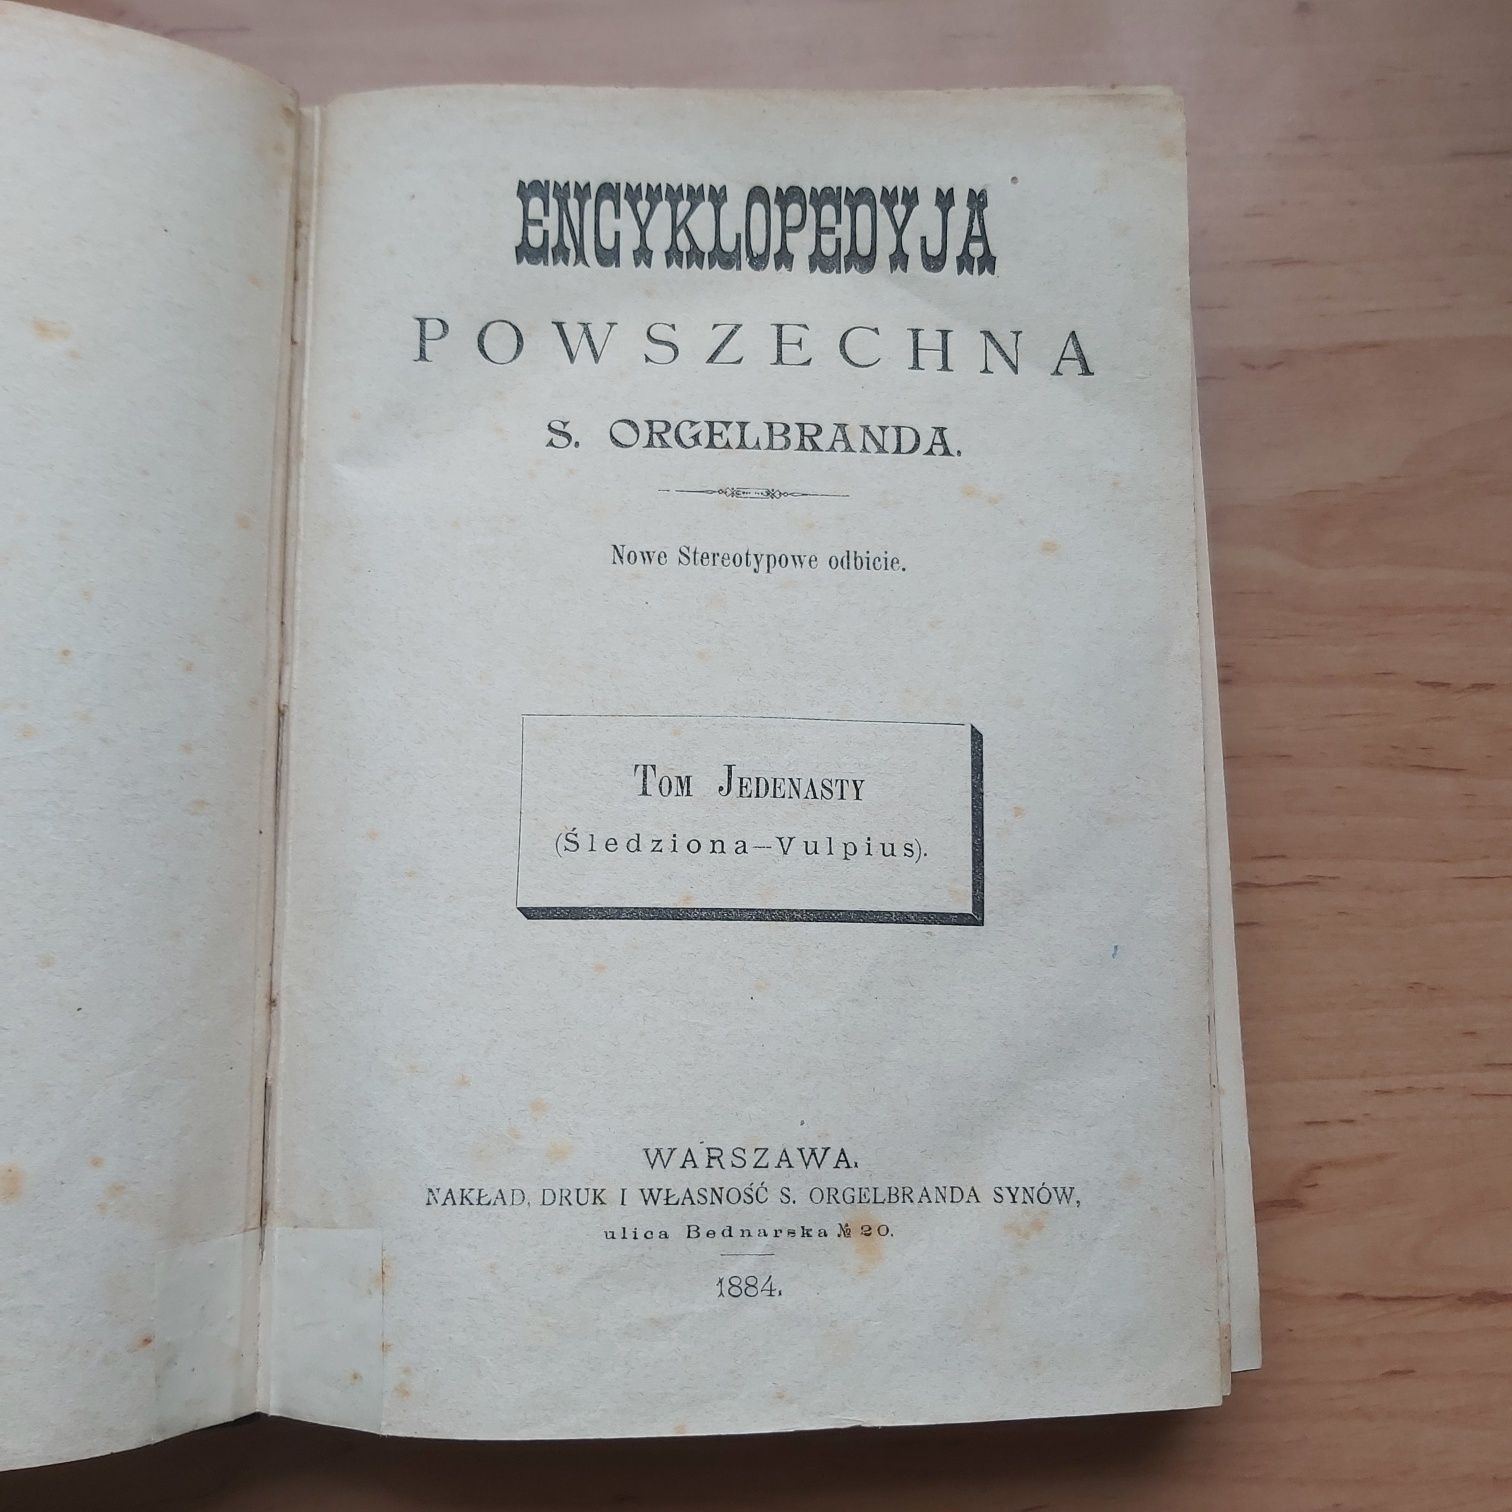 ENCYKLOPEDYJA
POWSZECHNA
S. ORGELBRANDA.
Nowe Stereotypowe odbicie.
TOM JEDENASTY
(Śledziona—Vulpius).
WARSZAWA.
NAKŁAD, DRUK I WŁASNOŚĆ S. ORGELBRANDA SYNÓW,
ulica Bednarska № 20.
1884.